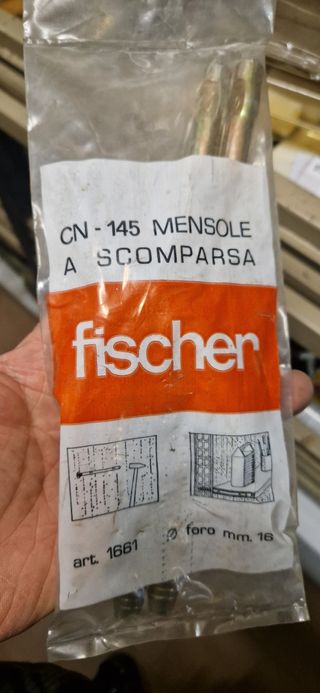 CN - 145 MENSOLE
A SCOMPARSA
fischer
art. 1661
ø foro mm. 16